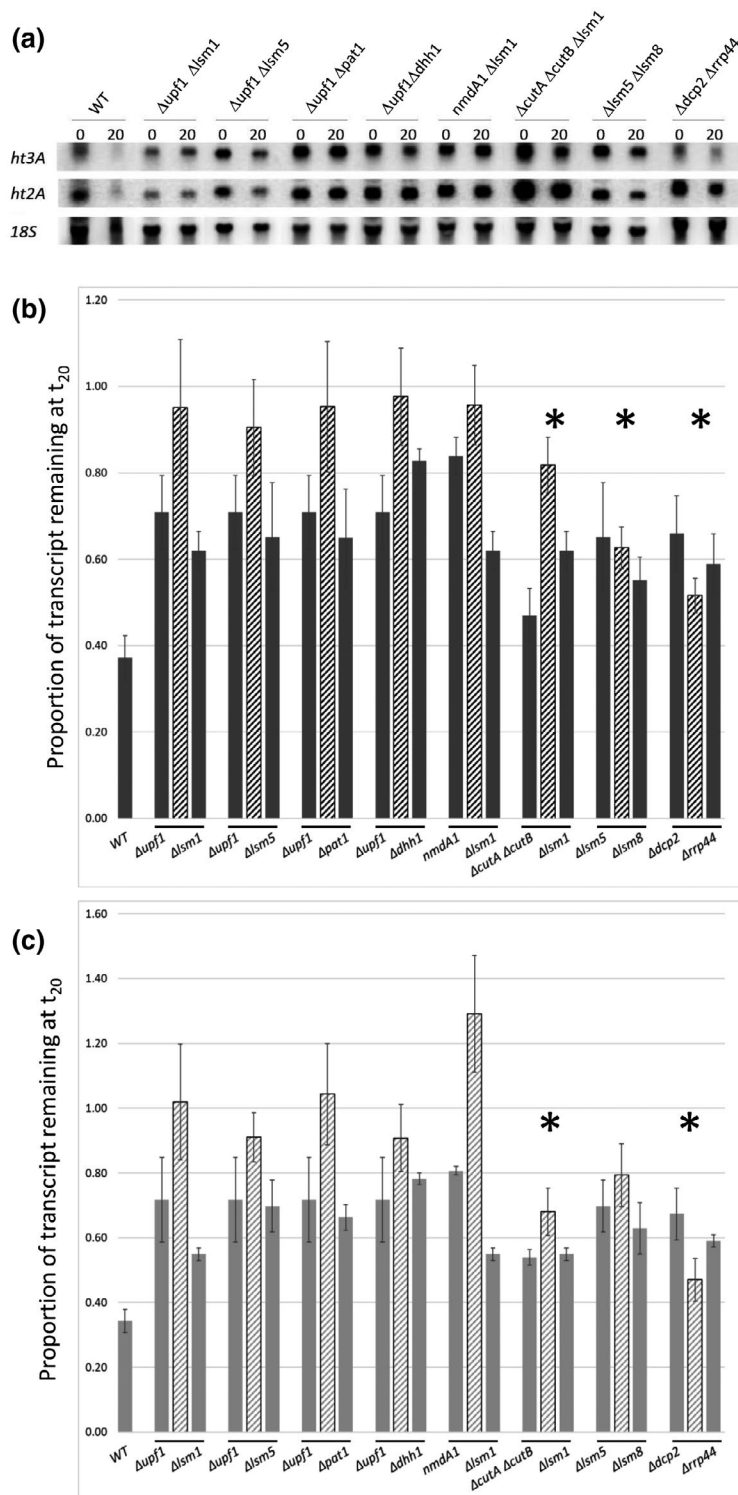 (a)
WT
Δupf1 Δlsm1
Δupf1 Δlsm5
Δupf1 Δpat1
Δupf1Δdhh1
nmdA1 Δlsm1
ΔcutA ΔcutB Δlsm1
Δlsm5 Δlsm8
Δdcp2 Δrrp44
0 20 0 20 0 20 0 20 0 20 0 20 0 20 0 20 0 20
ht3A
ht2A
18S
(b)
Proportion of transcript remaining at t20
1.20
1.00
0.80
0.60
0.40
0.20
0.00
* * *
WT Δupf1 Δlsm1 Δupf1 Δlsm5 Δupf1 Δpat1 Δupf1 Δdhh1 nmdA1 Δlsm1 ΔcutA ΔcutB Δlsm1 Δlsm5 Δlsm8 Δdcp2 Δrrp44
(c)
Proportion of transcript remaining at t20
1.60
1.40
1.20
1.00
0.80
0.60
0.40
0.20
0.00
* *
WT Δupf1 Δlsm1 Δupf1 Δlsm5 Δupf1 Δpat1 Δupf1 Δdhh1 nmdA1 Δlsm1 ΔcutA ΔcutB Δlsm1 Δlsm5 Δlsm8 Δdcp2 Δrrp44